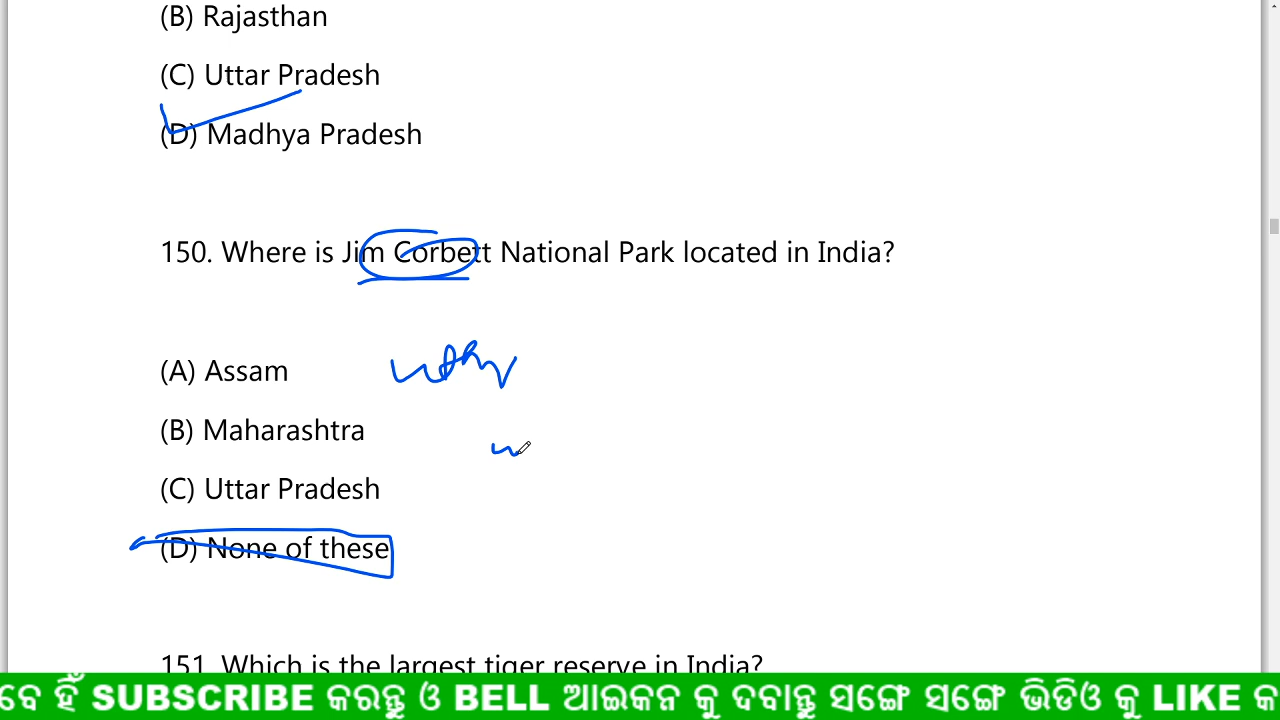 (B) Rajasthan
(C) Uttar Pradesh
(D) Madhya Pradesh
150. Where is Jim Corbett National Park located in India?
(A) Assam
(B) Maharashtra
(C) Uttar Pradesh
(D) None of these
151. Which is the largest tiger reserve in India?
ବେ ହିଁ SUBSCRIBE କରନ୍ତୁ ଓ BELL ଆଇକନ କୁ ଦବାନ୍ତୁ ସଙ୍ଗେ ସଙ୍ଗେ ଭିଡିଓ କୁ LIKE କ